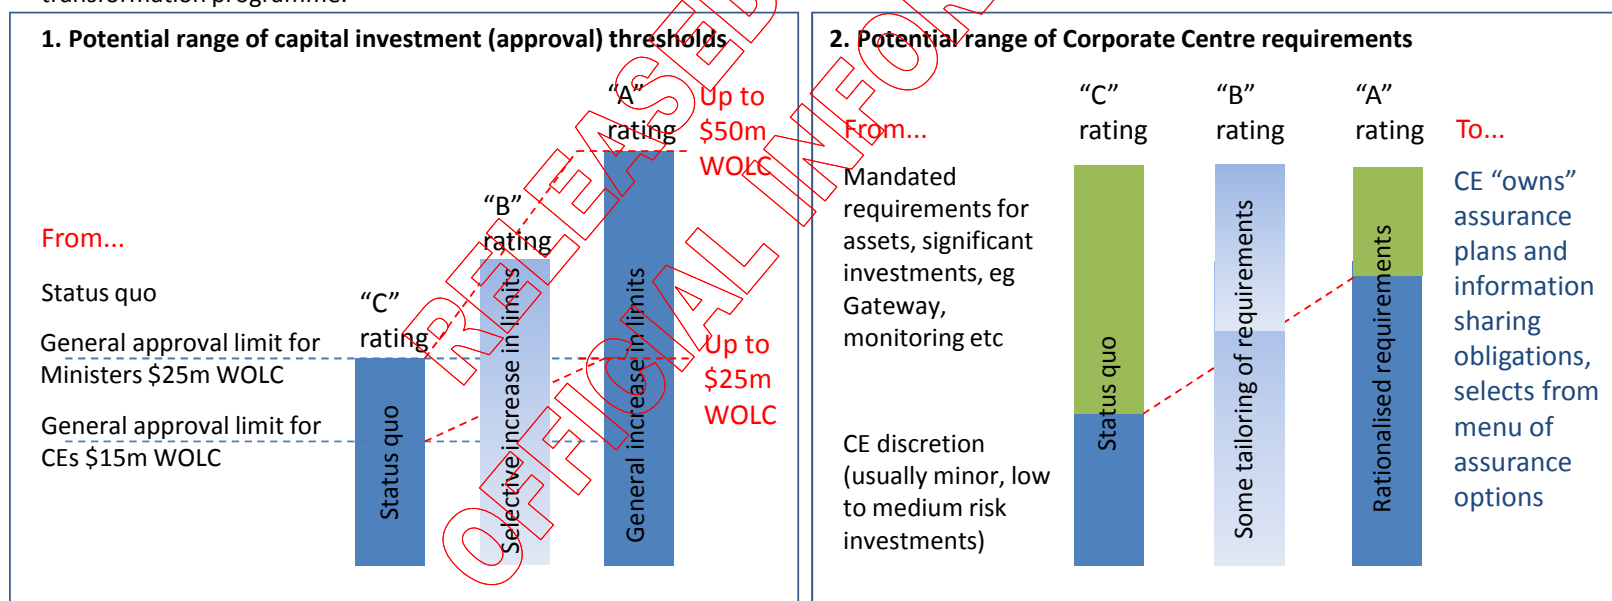 transformation programme.
1. Potential range of capital investment (approval) thresholds
"A"
rating
Up to
$50m
WOLC
"B"
rating
From...
Status quo
"C"
rating
General approval limit for
Ministers $25m WOLC
Up to
$25m
WOLC
General approval limit for
CEs $15m WOLC
Status quo
Selective increase in limits
General increase in limits
2. Potential range of Corporate Centre requirements
"C"
rating
"B"
rating
"A"
rating
From...
To...
Mandated
requirements for
assets, significant
investments, eg
Gateway,
monitoring etc
CE discretion
(usually minor, low
to medium risk
investments)
Status quo
Some tailoring of requirements
Rationalised requirements
CE "owns"
assurance
plans and
information
sharing
obligations,
selects from
menu of
assurance
options
RELEASED
OFFICIAL INFOR